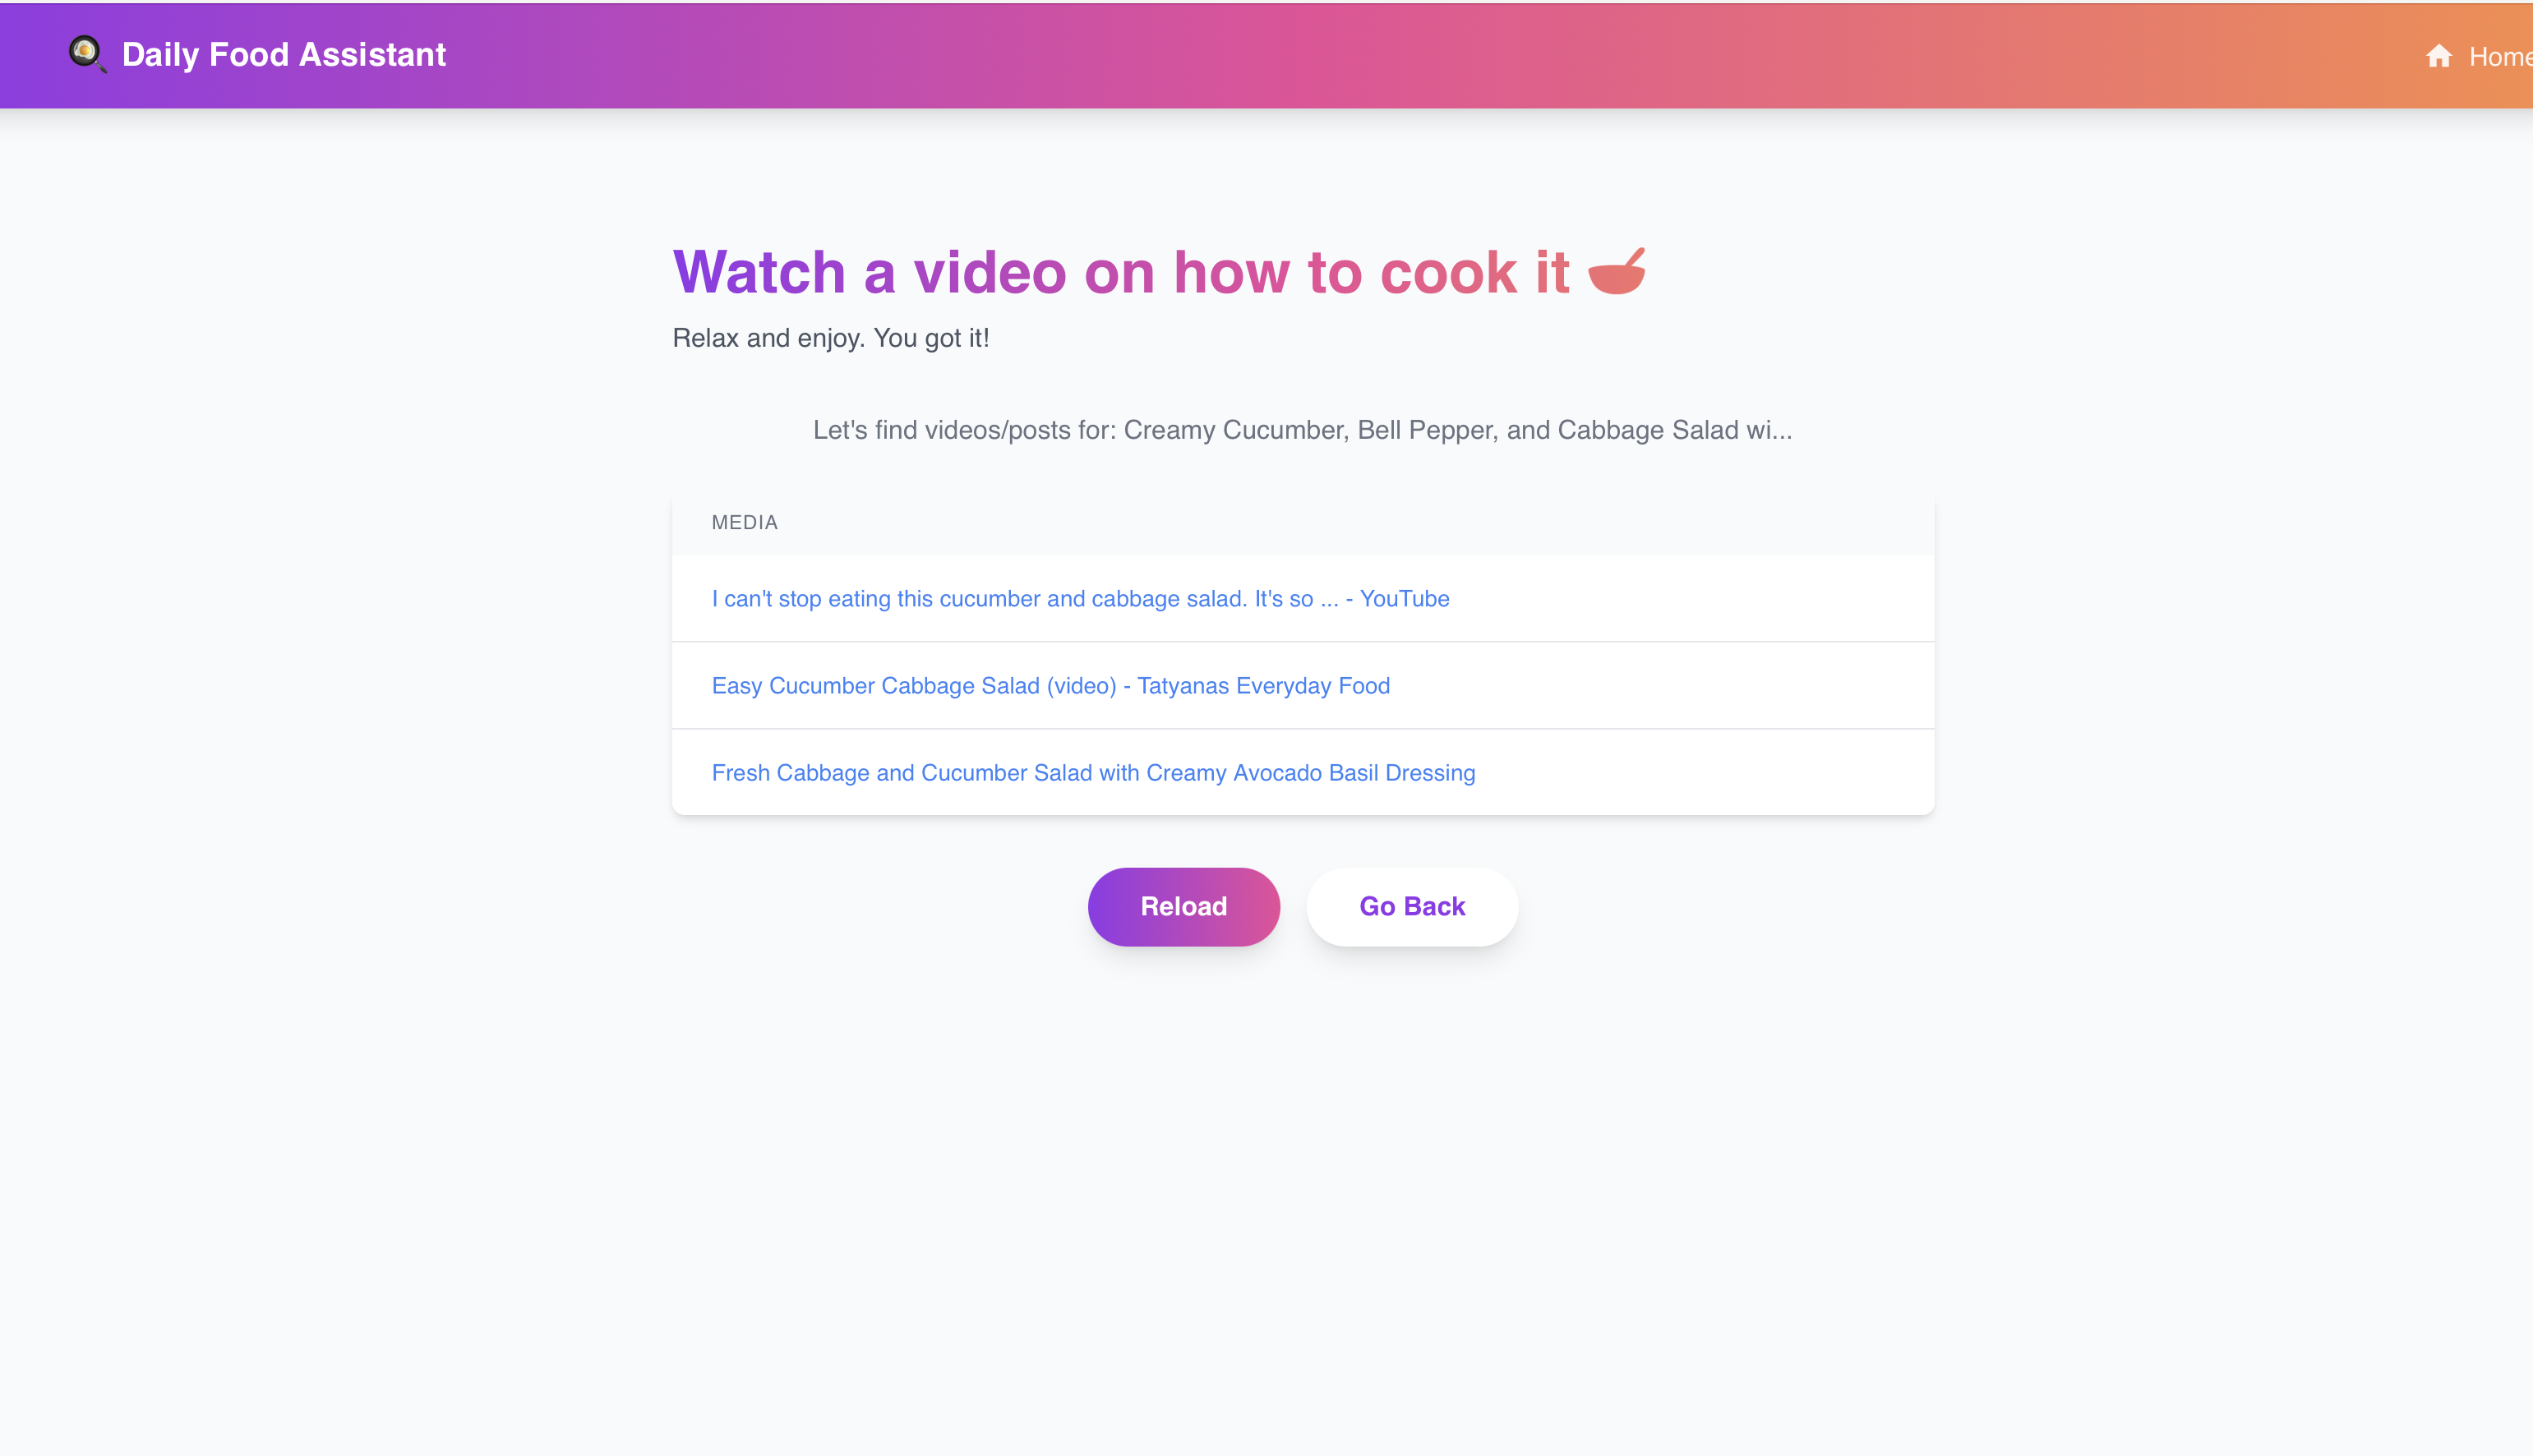 Daily Food Assistant
Home
Watch a video on how to cook it
Relax and enjoy. You got it!
Let's find videos/posts for: Creamy Cucumber, Bell Pepper, and Cabbage Salad wi...
MEDIA
I can't stop eating this cucumber and cabbage salad. It's so ... - YouTube
Easy Cucumber Cabbage Salad (video) - Tatyanas Everyday Food
Fresh Cabbage and Cucumber Salad with Creamy Avocado Basil Dressing
Reload
Go Back